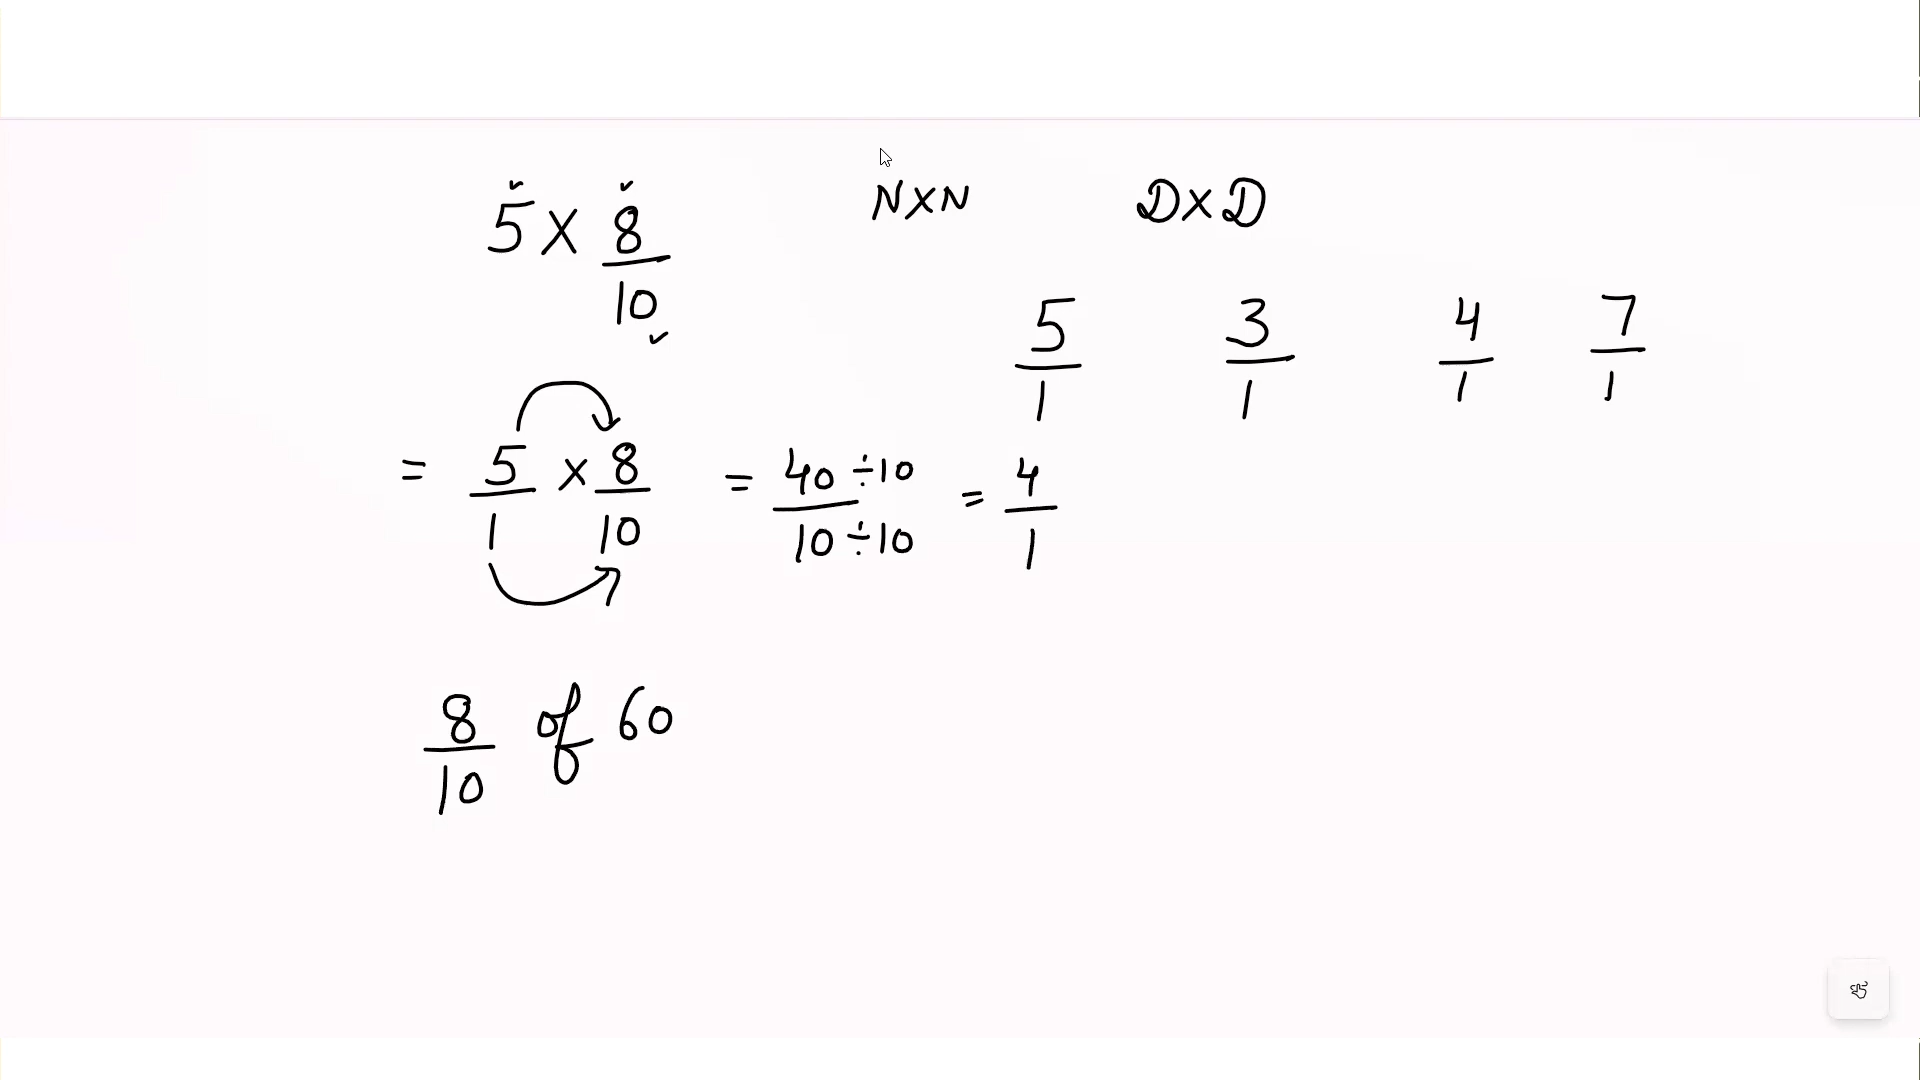 5 × 8/10
N×N D×D
5/1 3/1 4/1 7/1
= 5/1 × 8/10 = 40÷10/10÷10 = 4/1
8/10 of 60